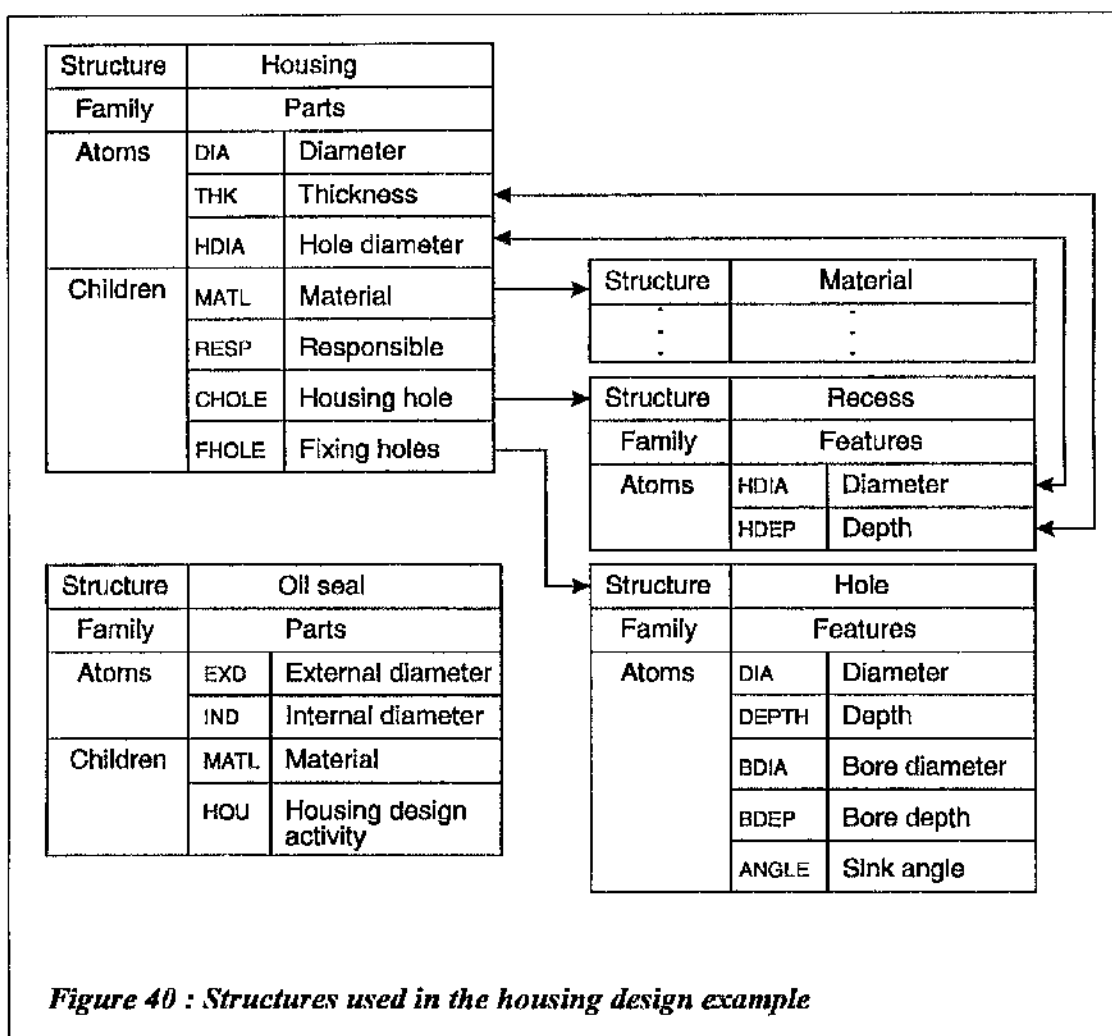 Structure Housing
Family Parts
Atoms DIA Diameter
THK Thickness
HDIA Hole diameter
Children MATL Material
RESP Responsible
CHOLE Housing hole
FHOLE Fixing holes
Structure Material
Structure Recess
Family Features
Atoms HDIA Diameter
HDEP Depth
Structure Oil seal
Family Parts
Atoms EXD External diameter
IND Internal diameter
Children MATL Material
HOU Housing design
activity
Structure Hole
Family Features
Atoms DIA Diameter
DEPTH Depth
BDIA Bore diameter
BDEP Bore depth
ANGLE Sink angle
Figure 40 : Structures used in the housing design example